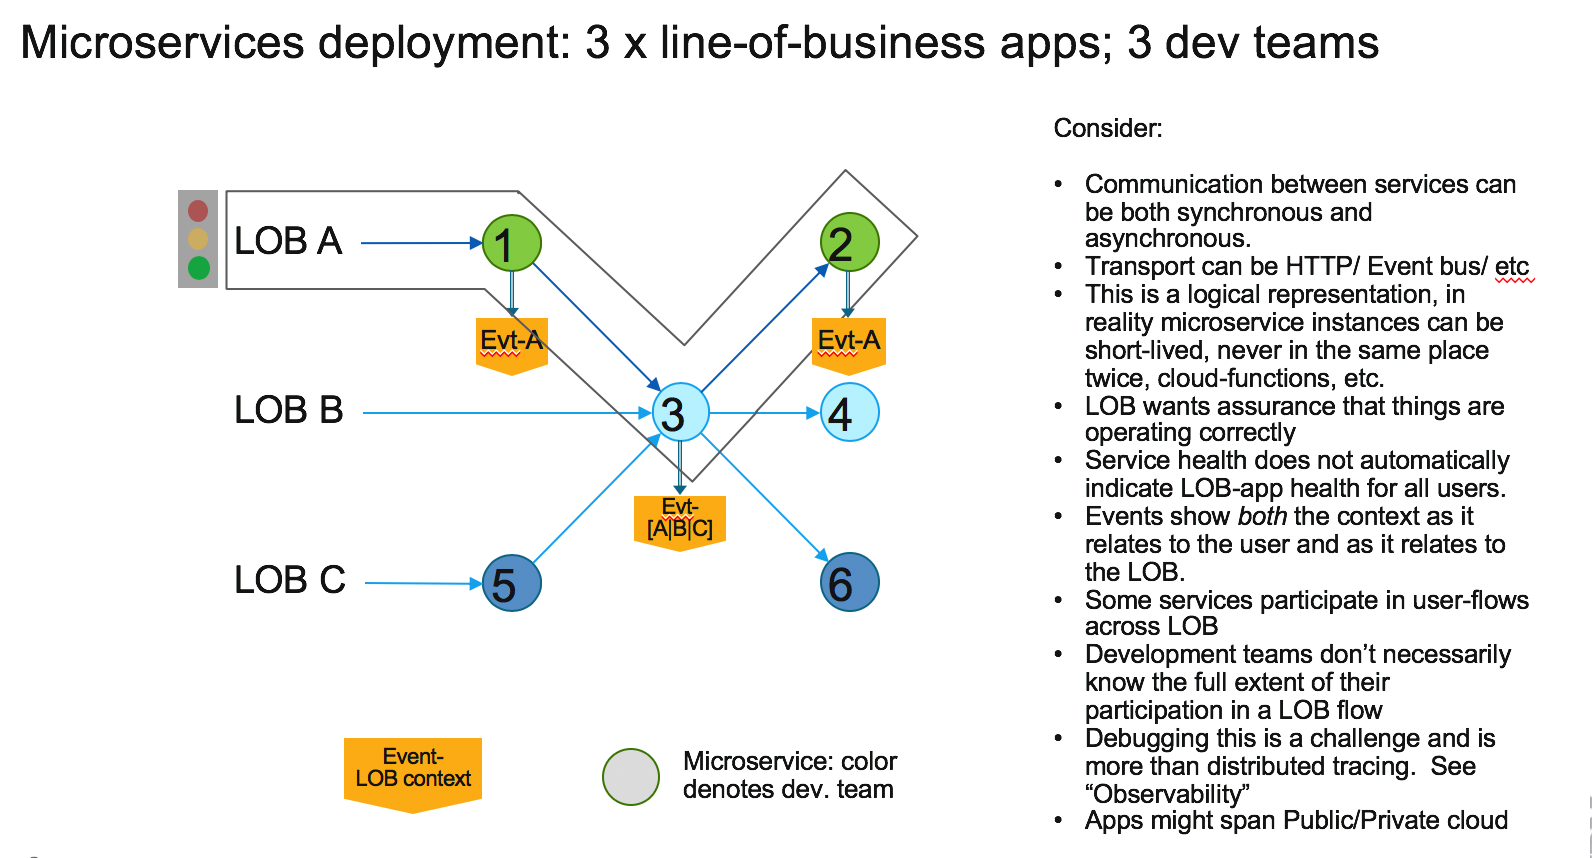 Microservices deployment: 3 x line-of-business apps; 3 dev teams
LOB A
1
2
Evt-A
Evt-A
LOB B
3
4
Evt-
[A|B|C]
LOB C
5
6
Event-
LOB context
Microservice: color
denotes dev. team
Consider:
• Communication between services can
be both synchronous and
asynchronous.
• Transport can be HTTP/ Event bus/ etc
• This is a logical representation, in
reality microservice instances can be
short-lived, never in the same place
twice, cloud-functions, etc.
• LOB wants assurance that things are
operating correctly
• Service health does not automatically
indicate LOB-app health for all users.
• Events show both the context as it
relates to the user and as it relates to
the LOB.
• Some services participate in user-flows
across LOB
• Development teams don’t necessarily
know the full extent of their
participation in a LOB flow
• Debugging this is a challenge and is
more than distributed tracing.  See
“Observability”
• Apps might span Public/Private cloud